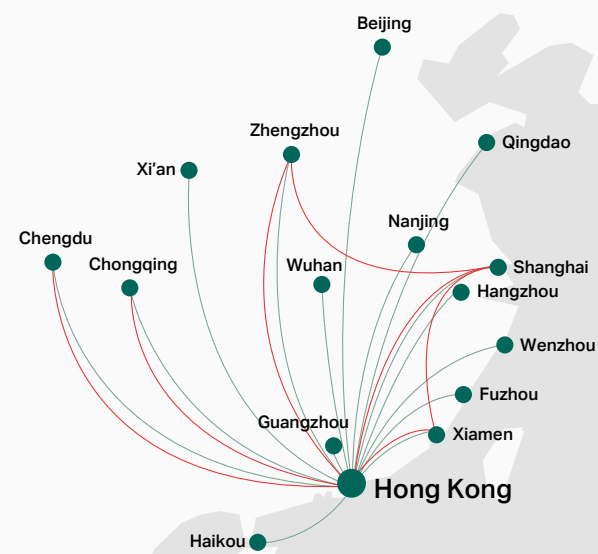 Beijing
Zhengzhou
Qingdao
Xi’an
Nanjing
Chengdu
Chongqing
Wuhan
Shanghai
Hangzhou
Wenzhou
Fuzhou
Guangzhou
Xiamen
Hong Kong
Haikou